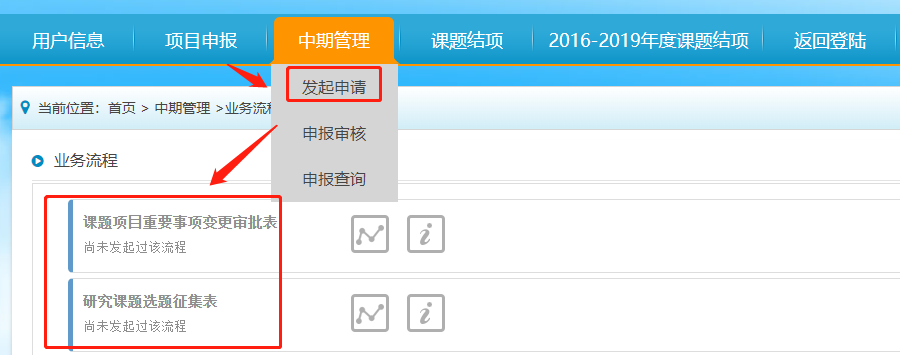 用户信息 项目申报 中期管理 课题结项 2016-2019年度课题结项 返回登陆
发起申请
当前位置：首页 > 中期管理 >业务流
申报审核
业务流程
申报查询
课题项目重要事项变更审批表
尚未发起过该流程
研究课题选题征集表
尚未发起过该流程